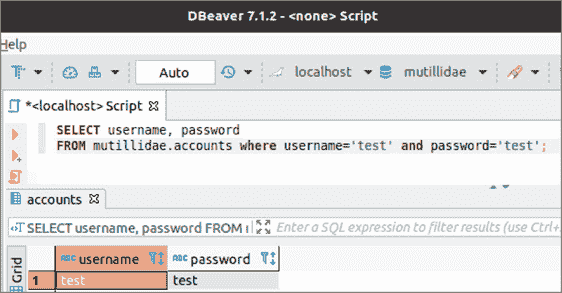 DBeaver 7.1.2 - <none> Script
Help
Auto localhost mutillidae
*<localhost> Script
SELECT username, password
FROM mutillidae.accounts where username='test' and password='test';
accounts
SELECT username, password FROM Enter a SQL expression to filter results (use Ctrl+
Grid
ABC username ABC password
1 test test